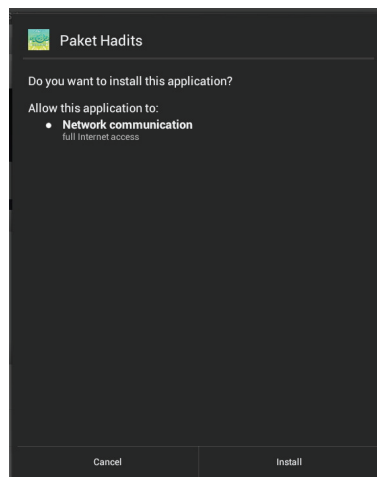 Paket Hadits
Do you want to install this application?
Allow this application to:
● Network communication
full Internet access
Cancel
Install